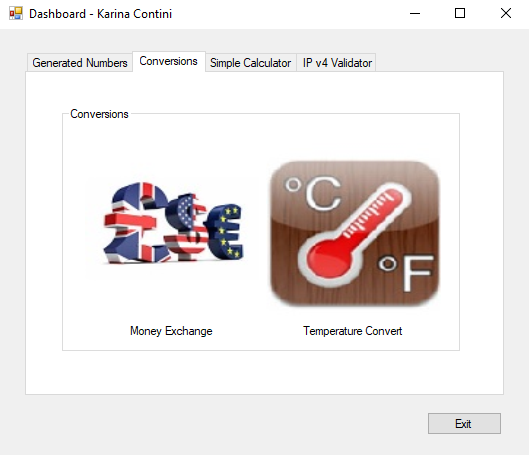 Dashboard - Karina Contini
Generated Numbers Conversions Simple Calculator IP v4 Validator
Conversions
£$€
°C
°F
Money Exchange Temperature Convert
Exit